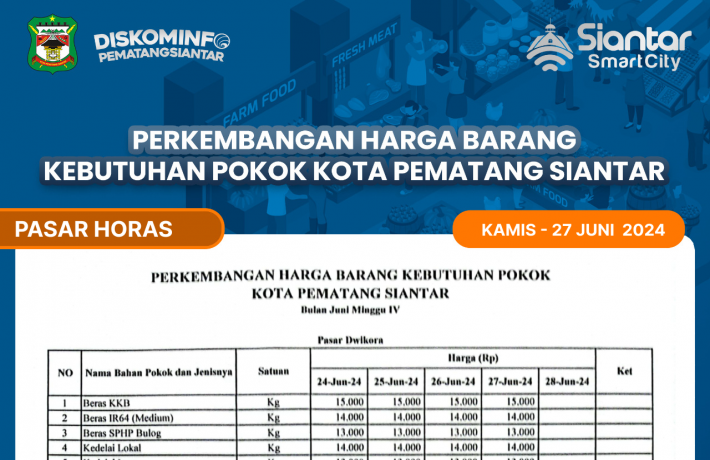 DISKOMINFO
PEMATANGSIANTAR
Siantar
SmartCity
FRESH MEAT
FARM FOOD
FARM FOOD
PERKEMBANGAN HARGA BARANG
KEBUTUHAN POKOK KOTA PEMATANG SIANTAR
PASAR HORAS
KAMIS - 27 JUNI 2024
PERKEMBANGAN HARGA BARANG KEBUTUHAN POKOK
KOTA PEMATANG SIANTAR
Bulan Juni Minggu IV
Pasar Dwikora
NO Nama Bahan Pokok dan Jenisnya Satuan Harga (Rp) Ket
24-Jun-24 25-Jun-24 26-Jun-24 27-Jun-24 28-Jun-24
1 Beras KKB Kg 15.000 15.000 15.000 15.000
2 Beras IR64 (Medium) Kg 14.000 14.000 14.000 14.000
3 Beras SPHP Bulog Kg 13.000 13.000 13.000 13.000
4 Kedelai Lokal Kg 14.000 14.000 14.000 14.000